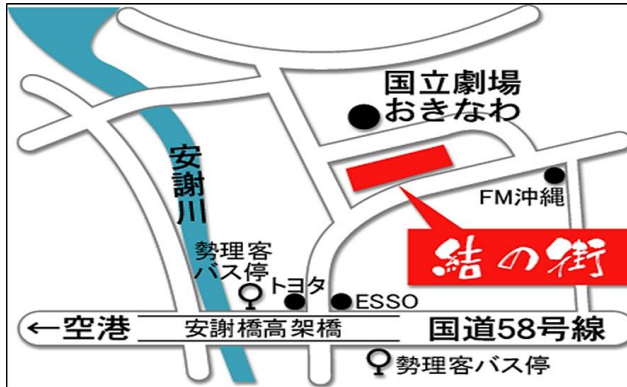 国立劇場
おきなわ
安謝川
FM沖縄
結の街
勢理客
バス停
トヨタ
ESSO
←空港
安謝橋高架橋
国道58号線
勢理客バス停